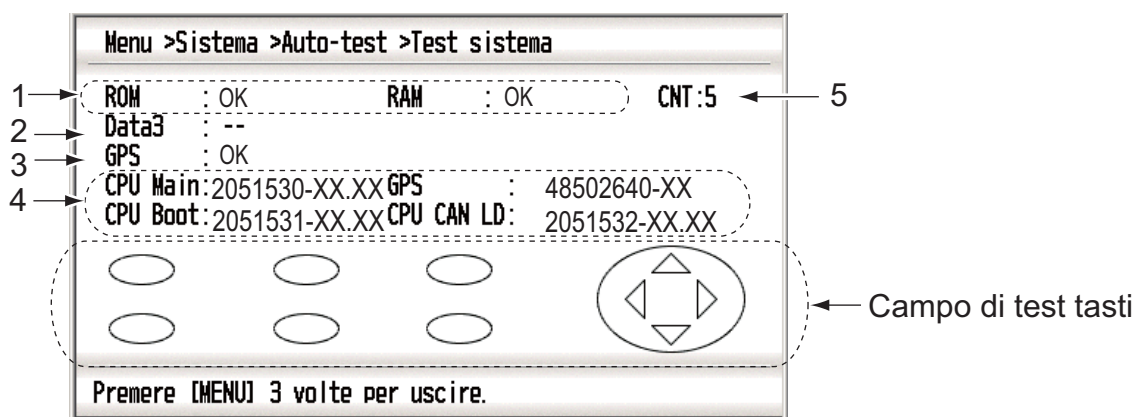 Menu >Sistema >Auto-test >Test sistema
1 ROM : OK RAM : OK CNT:5 5
2 Data3 : --
3 GPS : OK
4 CPU Main:2051530-XX.XX GPS : 48502640-XX
CPU Boot:2051531-XX.XX CPU CAN LD: 2051532-XX.XX
Campo di test tasti
Premere [MENU] 3 volte per uscire.